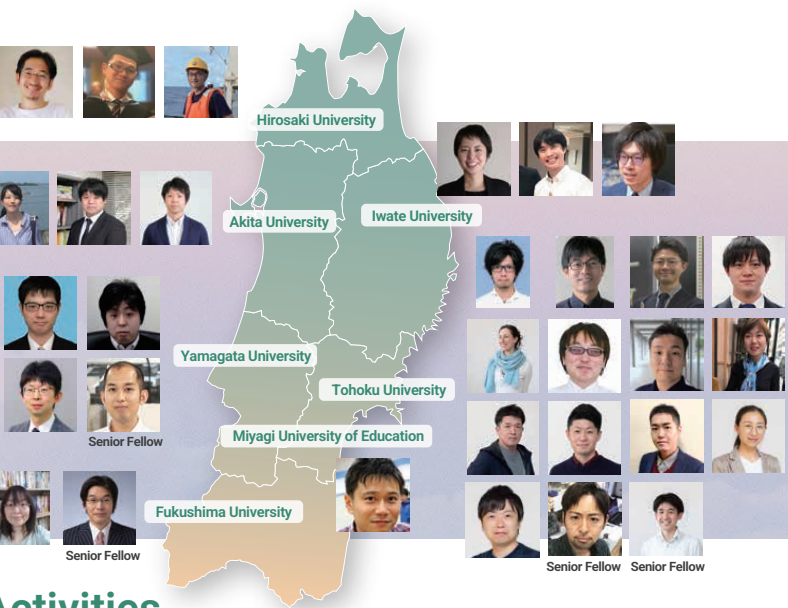 Hirosaki University
Akita University
Iwate University
Yamagata University
Tohoku University
Senior Fellow
Miyagi University of Education
Fukushima University
Senior Fellow
Senior Fellow Senior Fellow
Activities